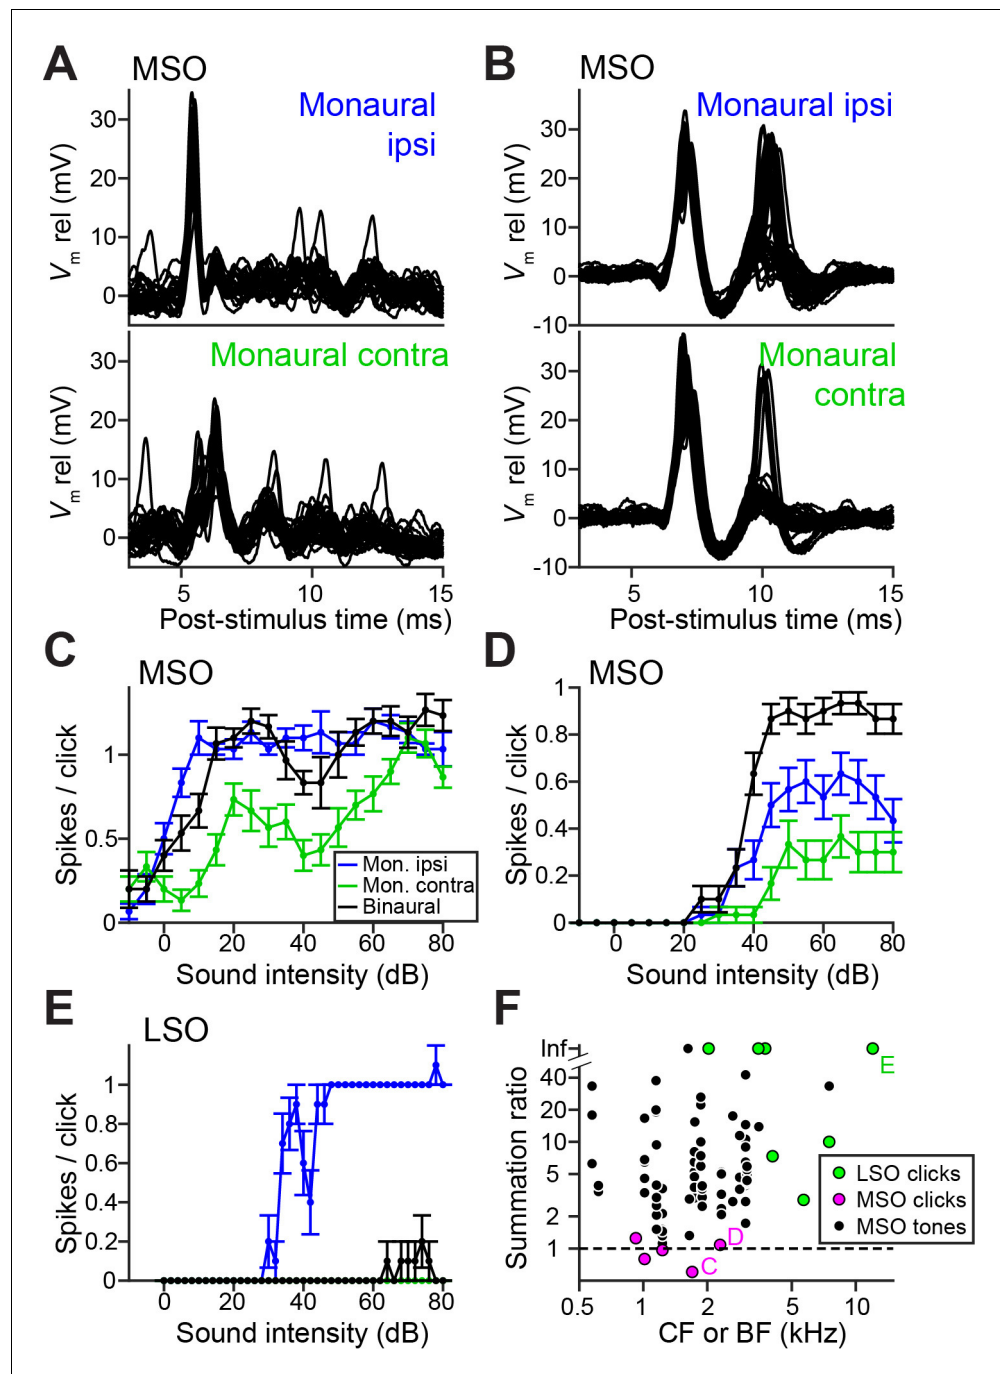 A
MSO
Monaural
ipsi
30
20
10
0
Vm rel (mV)
Monaural contra
30
20
10
0
Vm rel (mV)
5
10
15
Post-stimulus time (ms)
B
MSO
Monaural ipsi
30
20
10
0
-10
Vm rel (mV)
Monaural
contra
30
20
10
0
-10
Vm rel (mV)
5
10
15
Post-stimulus time (ms)
C
MSO
1
0.5
0
Spikes / click
Mon. ipsi
Mon. contra
Binaural
0
20
40
60
80
Sound intensity (dB)
D
MSO
1
0.8
0.6
0.4
0.2
0
Spikes / click
0
20
40
60
80
Sound intensity (dB)
E
LSO
1
0.8
0.6
0.4
0.2
0
Spikes / click
0
20
40
60
80
Sound intensity (dB)
F
Inf
40
20
10
5
2
1
Summation ratio
E
D
C
LSO clicks
MSO clicks
MSO tones
0.5
1
2
5
10
CF or BF (kHz)